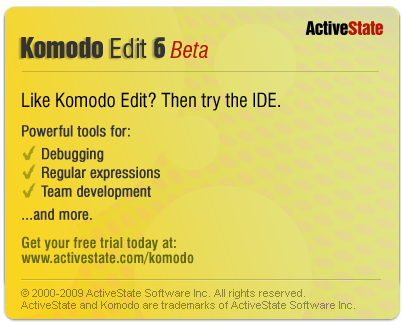 ActiveState
Komodo Edit 6 Beta
Like Komodo Edit? Then try the IDE.
Powerful tools for:
Debugging
Regular expressions
Team development
...and more.
Get your free trial today at:
www.activestate.com/komodo
© 2000-2009 ActiveState Software Inc. All rights reserved.
ActiveState and Komodo are trademarks of ActiveState Software Inc.